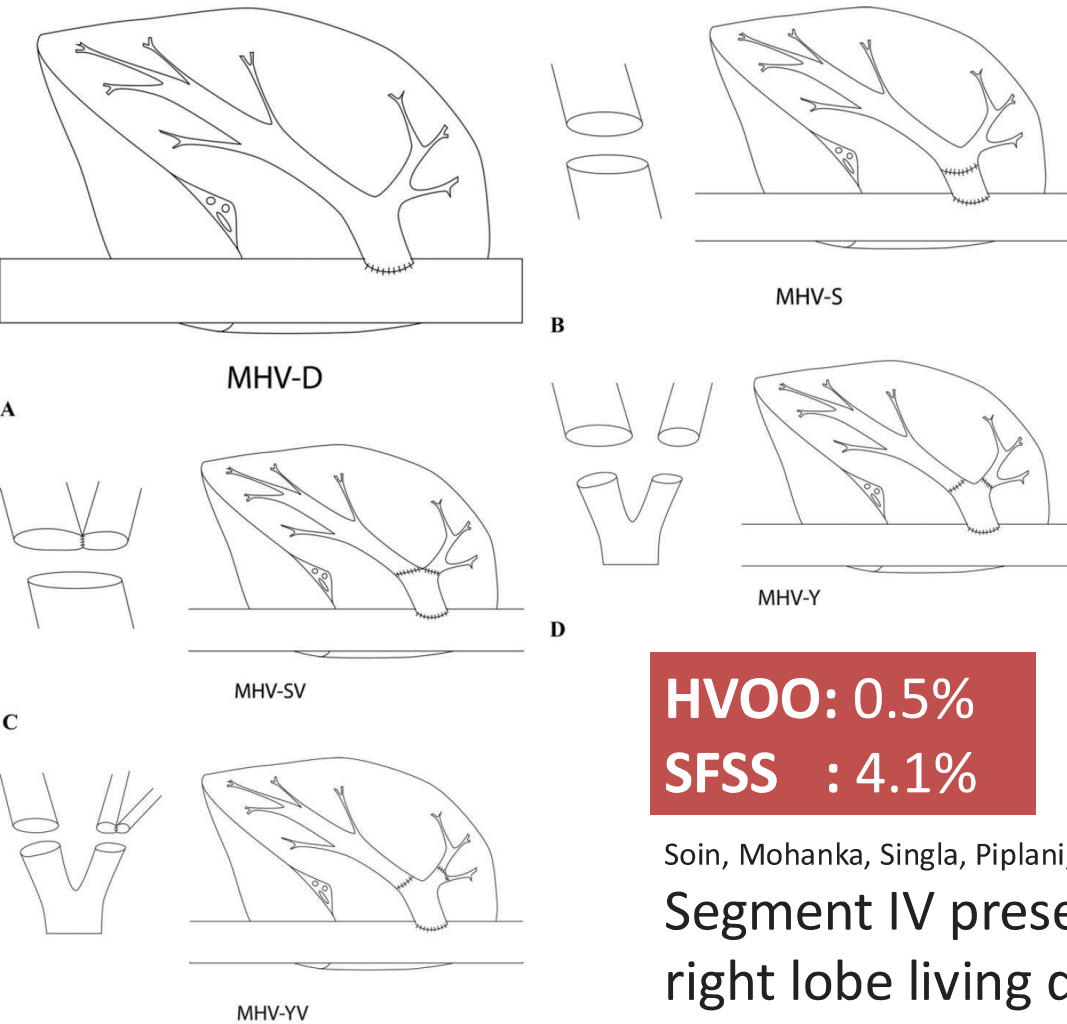 MHV-D
A
MHV-S
B
MHV-SV
C
MHV-Y
D
MHV-YV
HVOO: 0.5%
SFSS : 4.1%
Soin, Mohanka, Singla, Piplani,
Segment IV prese
right lobe living